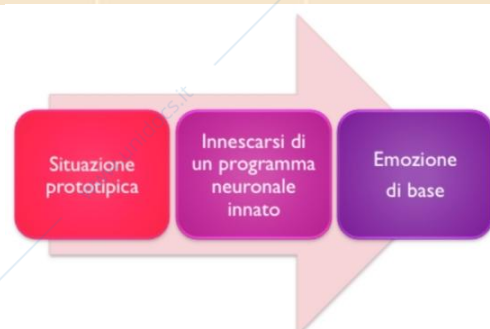 Situazione
prototipica
Innescarsi di
un programma
neuronale
innato
Emozione
di base